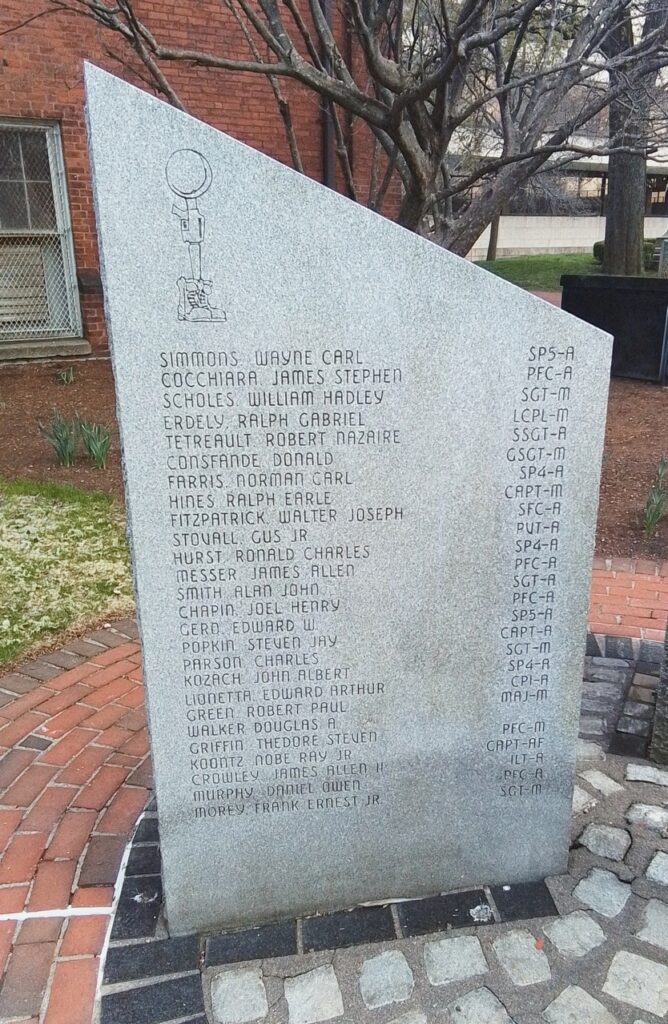 SIMMONS, WAYNE CARL SP5-A
COCCHIARA, JAMES STEPHEN PFC-A
SCHOLES, WILLIAM HADLEY SGT-M
ERDELY, RALPH GABRIEL LCPL-M
TETREAULT, ROBERT NAZAIRE SSGT-A
CONSFANDE, DONALD GSGT-M
FARRIS, NORMAN CARL SP4-A
HINES, RALPH EARLE CAPT-M
FITZPATRICK, WALTER JOSEPH SFC-A
STOVALL, GUS JR PVT-A
HURST, RONALD CHARLES SP4-A
MESSER, JAMES ALLEN PFC-A
SMITH, ALAN JOHN SGT-A
CHAPIN, JOEL HENRY PFC-A
GERN, EDWARD W. SP5-A
POPKIN, STEVEN JAY CAPT-A
PARSON, CHARLES SGT-M
KOZACH, JOHN ALBERT SP4-A
LIONETTA, EDWARD ARTHUR CPL-A
GREEN, ROBERT PAUL MAJ-M
WALKER, DOUGLAS A.
GRIFFIN, THEDORE STEVEN PFC-M
KOONTZ, NOBE RAY JR. CAPT-AF
CROWLEY, JAMES ALLEN II 1LT-A
MURPHY, DANIEL OWEN PFC-A
MOREY, FRANK ERNEST JR. SGT-M